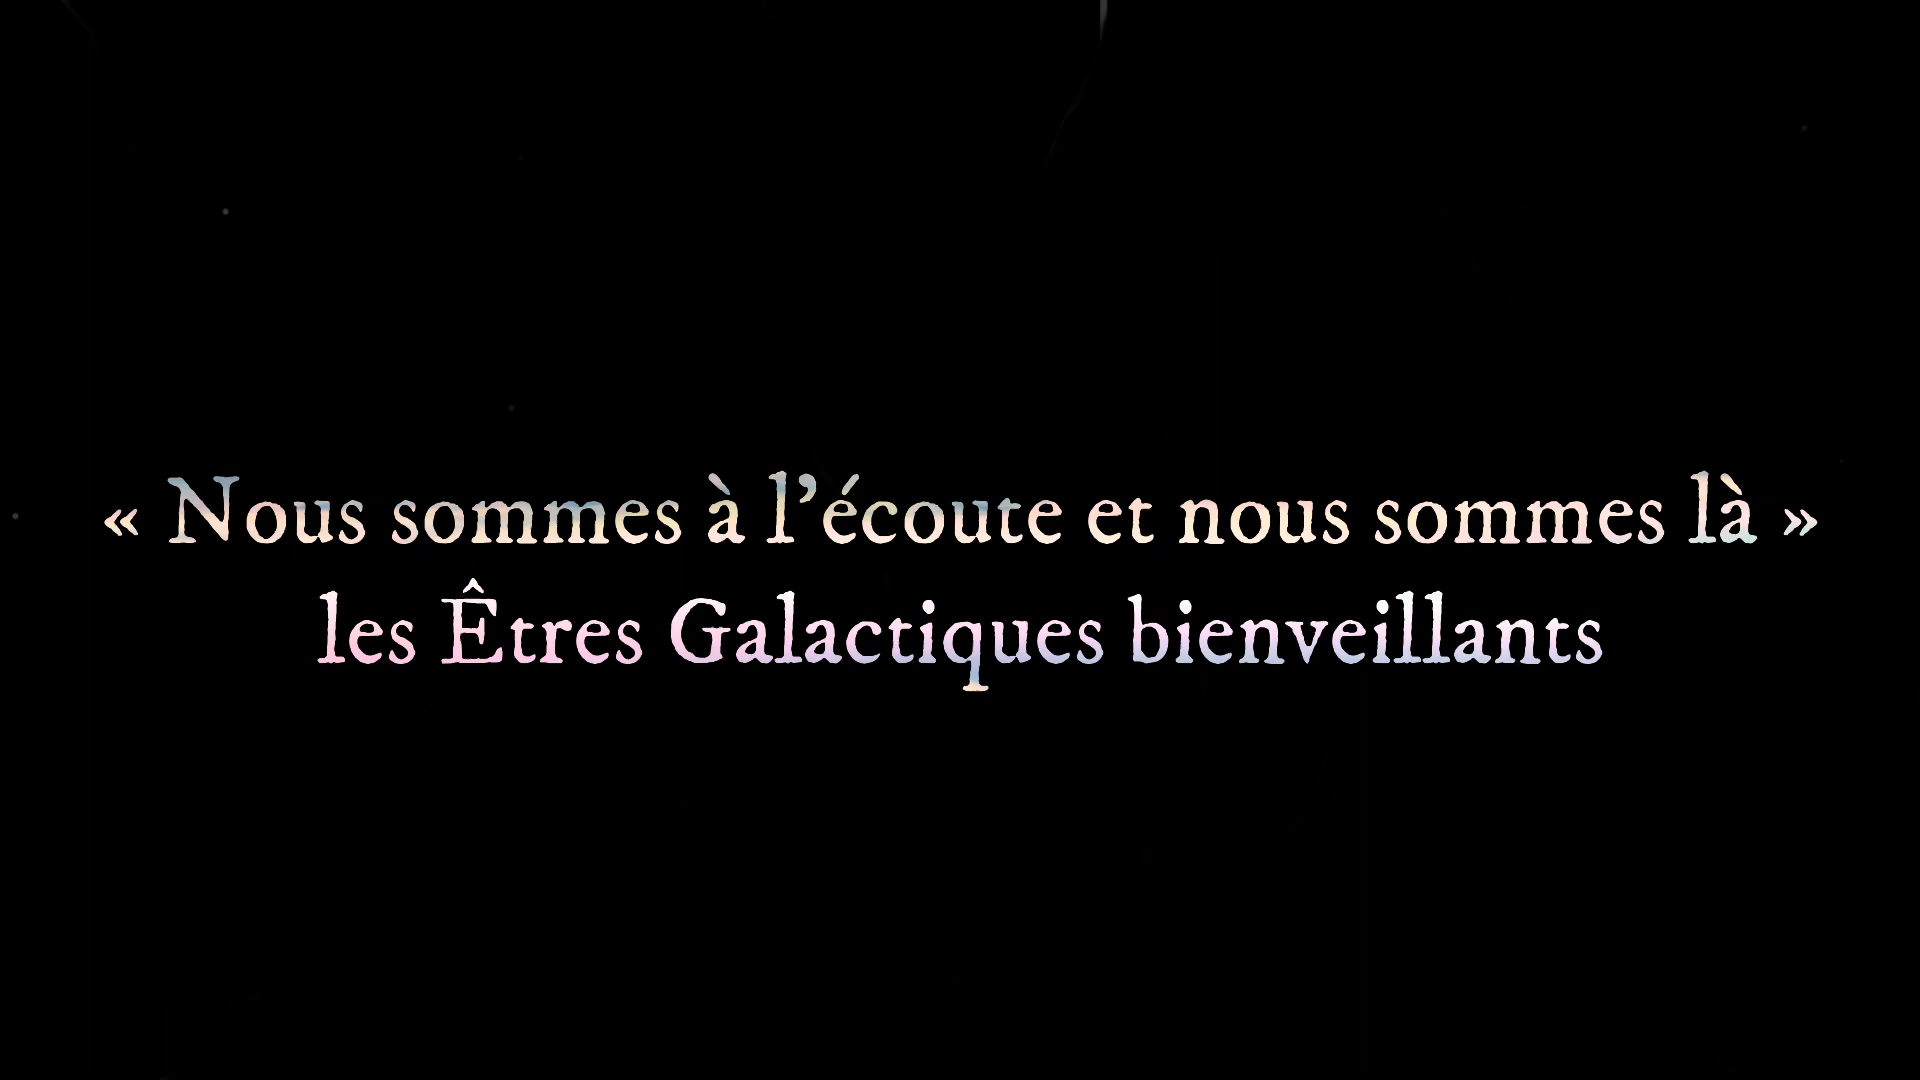 « Nous sommes à l’écoute et nous sommes là »
les Êtres Galactiques bienveillants